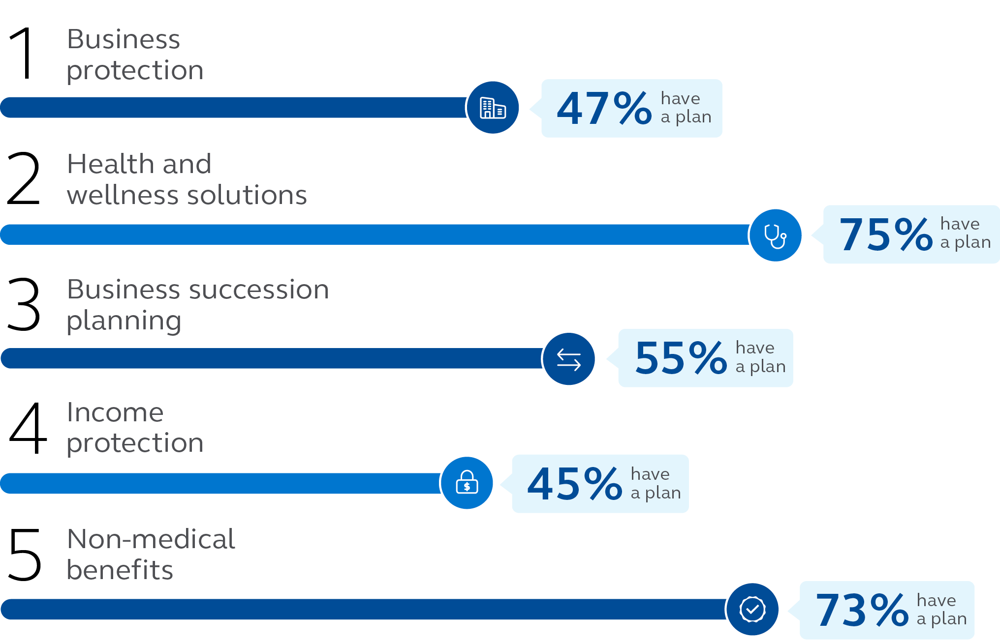 1
Business
protection
47%
have
a plan
2
Health and
wellness solutions
75%
have
a plan
3
Business succession
planning
55%
have
a plan
4
Income
protection
$
45%
have
a plan
5
Non-medical
benefits
73%
have
a plan